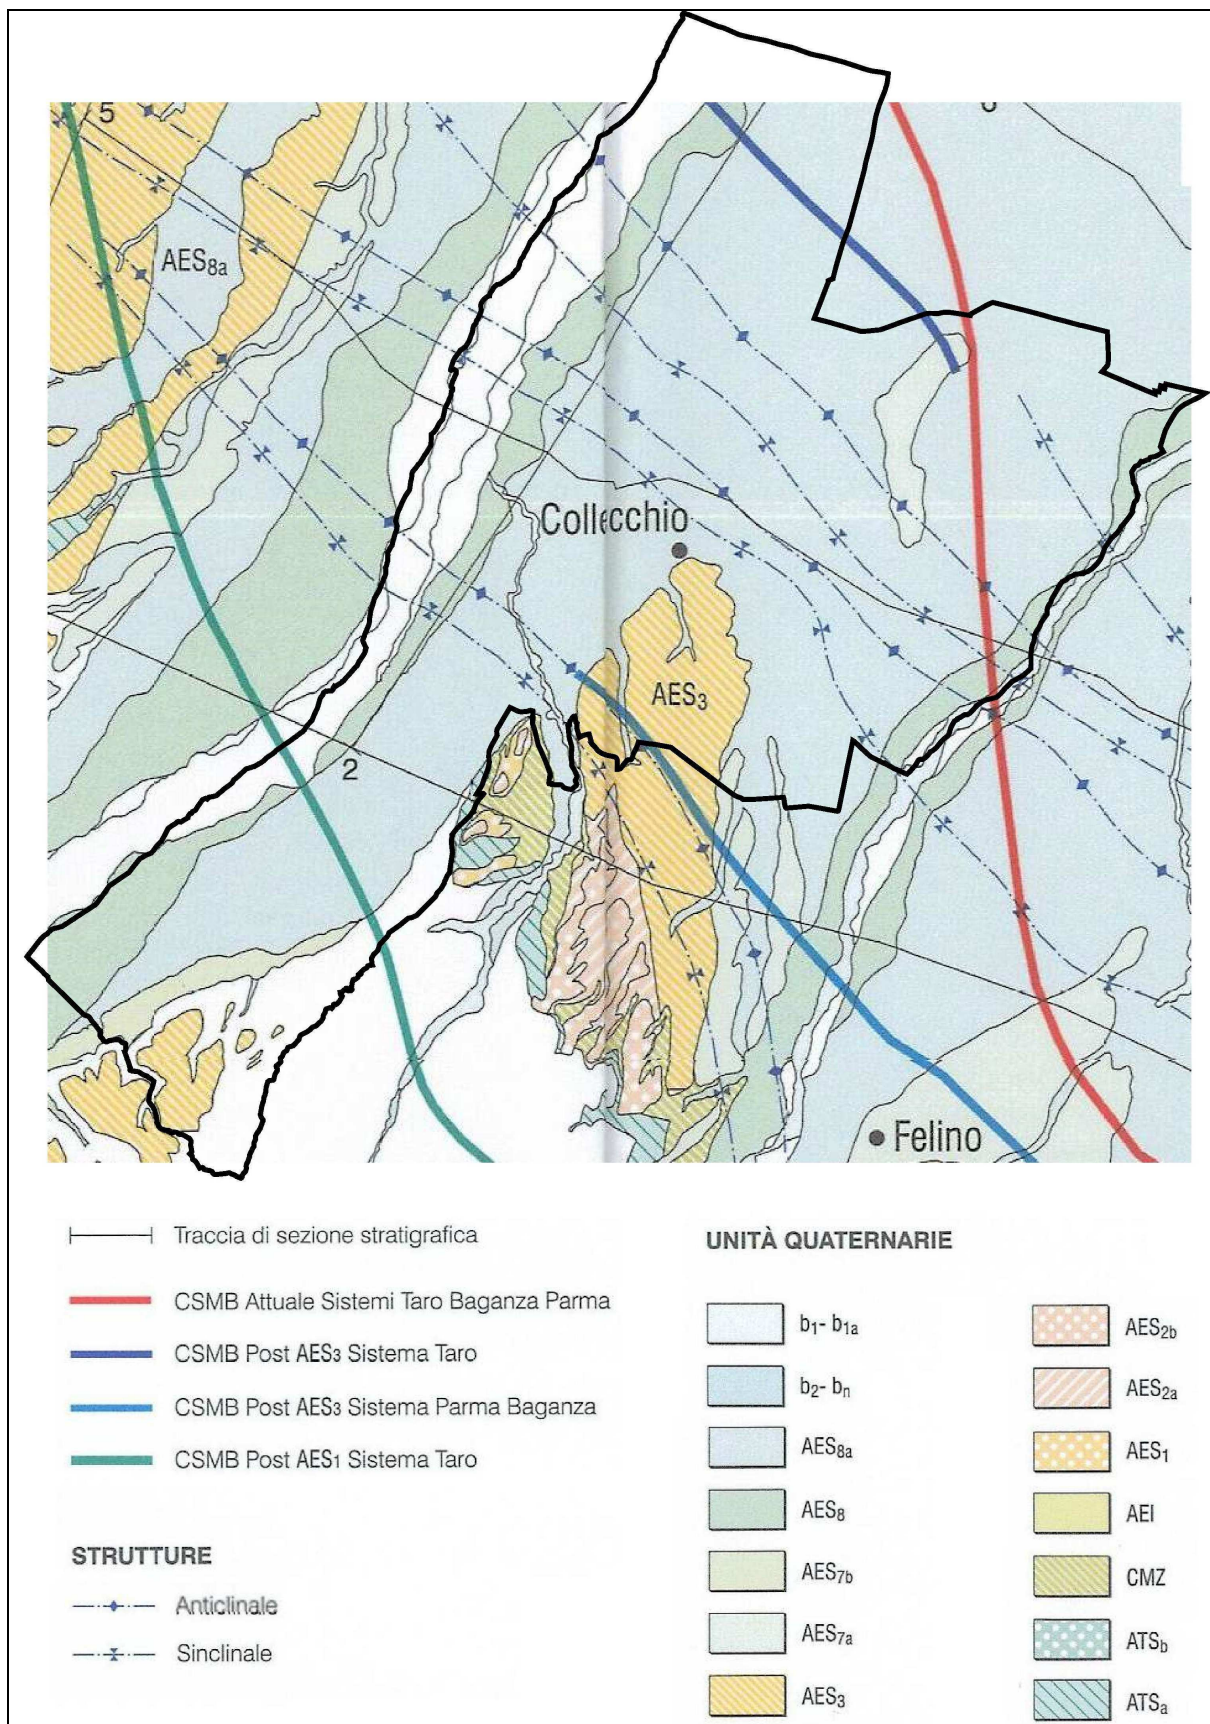 5
AES8a
Collecchio
AES3
2
Felino
Traccia di sezione stratigrafica
CSMB Attuale Sistemi Taro Baganza Parma
CSMB Post AES3 Sistema Taro
CSMB Post AES3 Sistema Parma Baganza
CSMB Post AES1 Sistema Taro
STRUTTURE
Anticlinale
Sinclinale
UNITÀ QUATERNARIE
b1- b1a
b2- bn
AES8a
AES8
AES7b
AES7a
AES3
AES2b
AES2a
AES1
AEI
CMZ
ATSb
ATSa